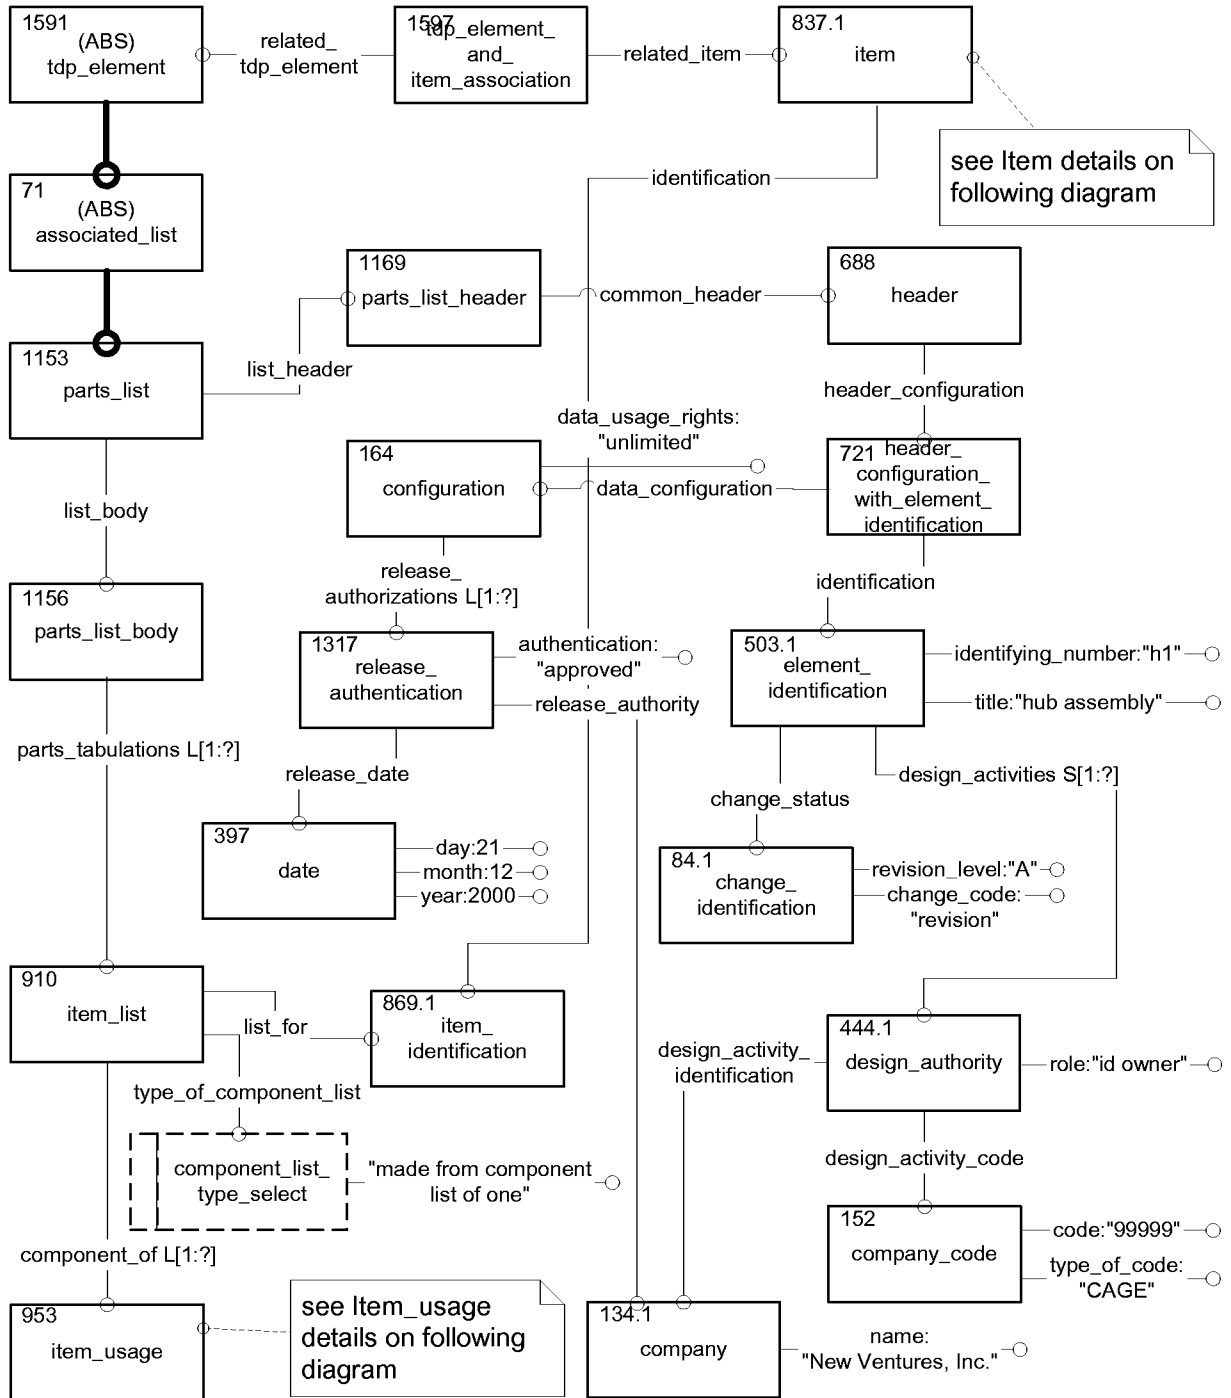 1591
(ABS)
tdp_element
related_
tdp_element
1597
tdp_element_
and_
item_association
related_item
837.1
item
see Item details on
following diagram
identification
71
(ABS)
associated_list
1169
parts_list_header
common_header
688
header
list_header
1153
parts_list
header_configuration
data_usage_rights:
"unlimited"
164
configuration
data_configuration
721
header_
configuration_
with_element_
identification
list_body
release_
authorizations L[1:?]
identification
1156
parts_list_body
1317
release_
authentication
authentication:
"approved"
release_authority
503.1
element_
identification
identifying_number:"h1"
title:"hub assembly"
parts_tabulations L[1:?]
release_date
design_activities S[1:?]
change_status
397
date
day:21
month:12
year:2000
84.1
change_
identification
revision_level:"A"
change_code:
"revision"
910
item_list
list_for
869.1
item_
identification
444.1
design_authority
role:"id owner"
design_activity_
identification
type_of_component_list
component_list_
type_select
"made from component
list of one"
design_activity_code
152
company_code
code:"99999"
type_of_code:
"CAGE"
component_of L[1:?]
953
item_usage
see Item_usage
details on following
diagram
134.1
company
name:
"New Ventures, Inc."